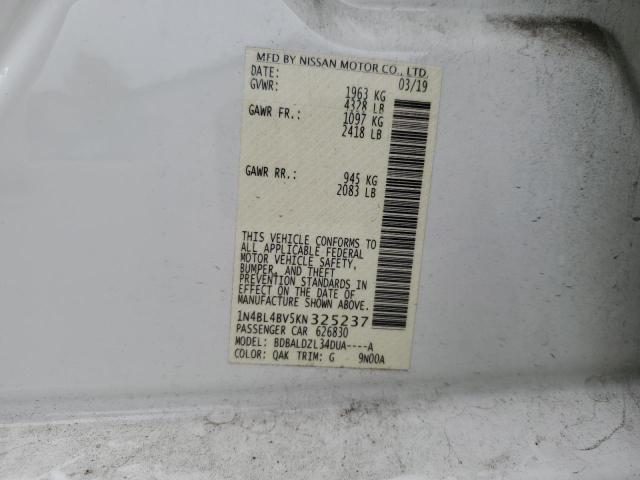 MFD BY NISSAN MOTOR CO., LTD.
DATE: 03/19
GVWR: 1963 KG
4328 LB
GAWR FR.: 1097 KG
2418 LB
GAWR RR.: 945 KG
2083 LB
THIS VEHICLE CONFORMS TO
ALL APPLICABLE FEDERAL
MOTOR VEHICLE SAFETY,
BUMPER, AND THEFT
PREVENTION STANDARDS IN
EFFECT ON THE DATE OF
MANUFACTURE SHOWN ABOVE.
1N4BL4BV5KN325237
PASSENGER CAR 626830
MODEL: BDBALDZL34DUA----A
COLOR: QAK TRIM: G 9N00A